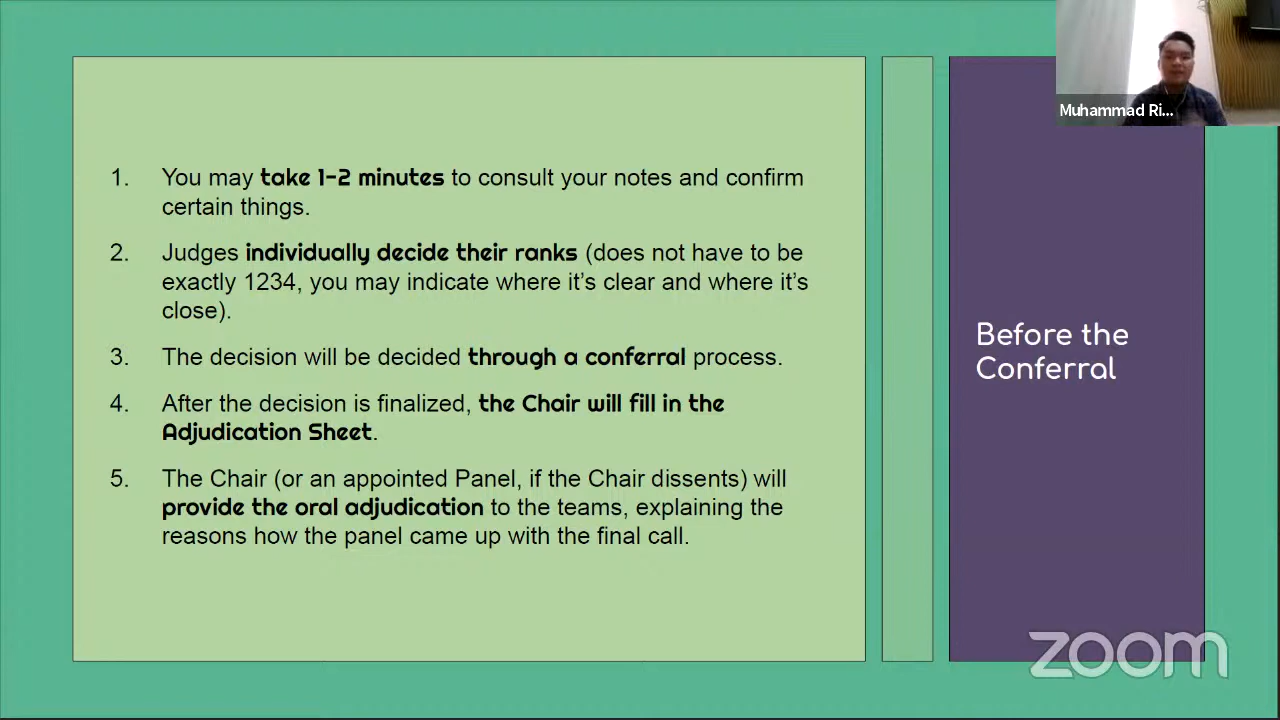 Muhammad Ri...
1. You may take 1-2 minutes to consult your notes and confirm
certain things.
2. Judges individually decide their ranks (does not have to be
exactly 1234, you may indicate where it's clear and where it's
close).
3. The decision will be decided through a conferral process.
4. After the decision is finalized, the Chair will fill in the
Adjudication Sheet.
5. The Chair (or an appointed Panel, if the Chair dissents) will
provide the oral adjudication to the teams, explaining the
reasons how the panel came up with the final call.
Before the
Conferral
zoom